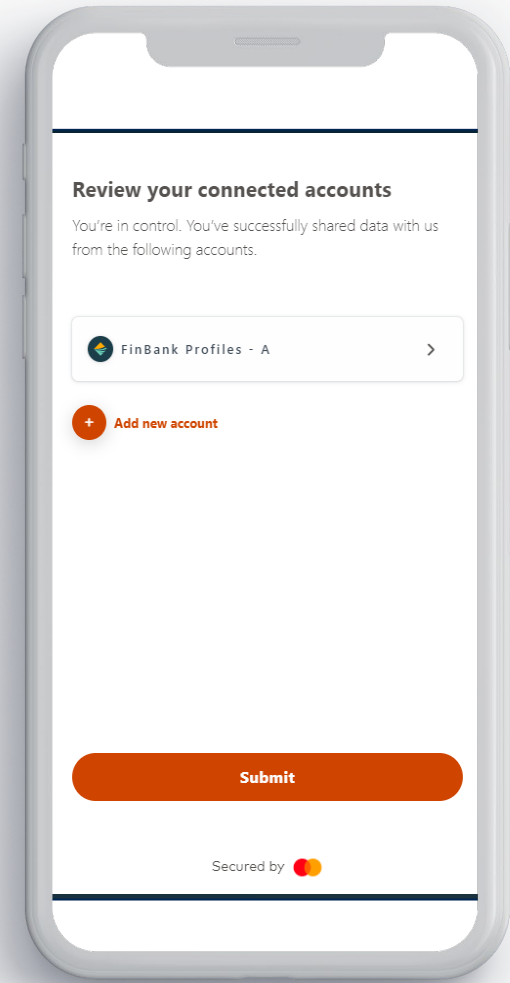 Review your connected accounts
You're in control. You've successfully shared data with us
from the following accounts.
FinBank Profiles - A
+ Add new account
Submit
Secured by